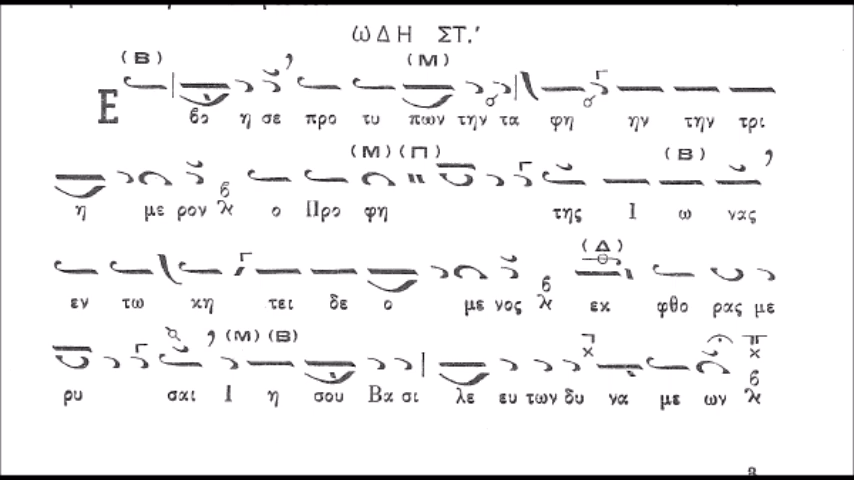 ΩΔΗ ΣΤ.′
(Β) (Μ)
Ε βο η σε προ τυ πων την τα φη ην την τρι
(Μ) (Π) (Β)
η με ρον ο Προ φη της Ι ω νας
(Δ)
εν τω κη τει δε ο με νος εκ φθο ρας με
(Μ) (Β)
ρυ σαι Ι η σου Βα σι λε ευ των δυ να με ων